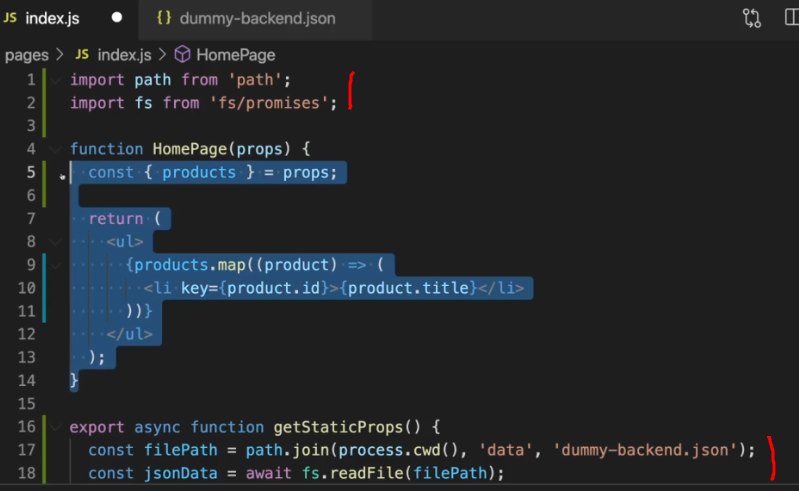 JS index.js ● {} dummy-backend.json
pages > JS index.js > HomePage
1 import path from 'path';
2 import fs from 'fs/promises';
3
4 function HomePage(props) {
5 const { products } = props;
6
7 return (
8 <ul>
9 {products.map((product) => (
10 <li key={product.id}>{product.title}</li>
11 ))}
12 </ul>
13 );
14 }
15
16 export async function getStaticProps() {
17 const filePath = path.join(process.cwd(), 'data', 'dummy-backend.json');
18 const jsonData = await fs.readFile(filePath);